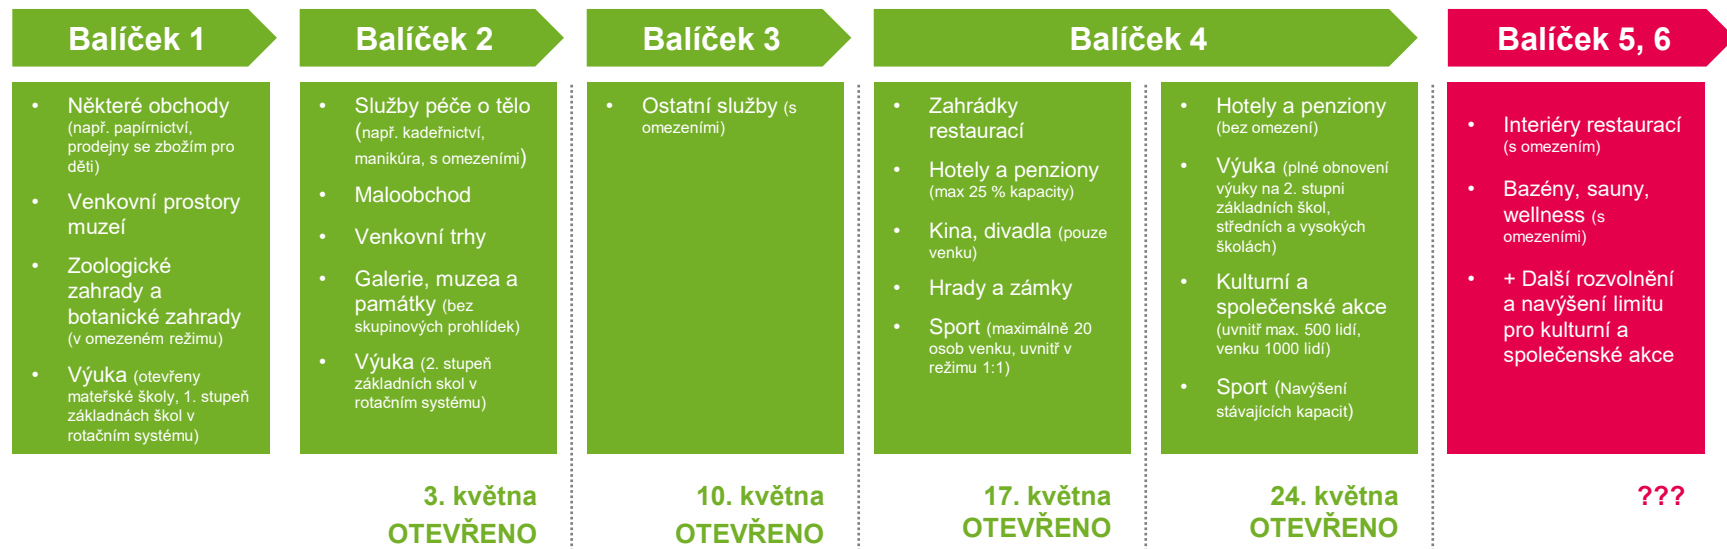 Balíček 1
• Některé obchody
(např. papírnictví,
prodejny se zbožím pro
děti)
• Venkovní prostory
muzeí
• Zoologické
zahrady a
botanické zahrady
(v omezeném režimu)
• Výuka (otevřeny
mateřské školy, 1. stupeň
základnách škol v
rotačním systému)
Balíček 2
• Služby péče o tělo
(např. kadeřnictví,
manikúra, s omezeními)
• Maloobchod
• Venkovní trhy
• Galerie, muzea a
památky (bez
skupinových prohlídek)
• Výuka (2. stupeň
základních skol v
rotačním systému)
3. května
OTEVŘENO
Balíček 3
• Ostatní služby (s
omezeními)
10. května
OTEVŘENO
Balíček 4
• Zahrádky
restaurací
• Hotely a penziony
(max 25 % kapacity)
• Kina, divadla (pouze
venku)
• Hrady a zámky
• Sport (maximálně 20
osob venku, uvnitř v
režimu 1:1)
17. května
OTEVŘENO
• Hotely a penziony
(bez omezení)
• Výuka (plné obnovení
výuky na 2. stupni
základních škol,
středních a vysokých
školách)
• Kulturní a
společenské akce
(uvnitř max. 500 lidí,
venku 1000 lidí)
• Sport (Navýšení
stávajících kapacit)
24. května
OTEVŘENO
Balíček 5, 6
• Interiéry restaurací
(s omezením)
• Bazény, sauny,
wellness (s
omezeními)
• + Další rozvolnění
a navýšení limitu
pro kulturní a
společenské akce
???